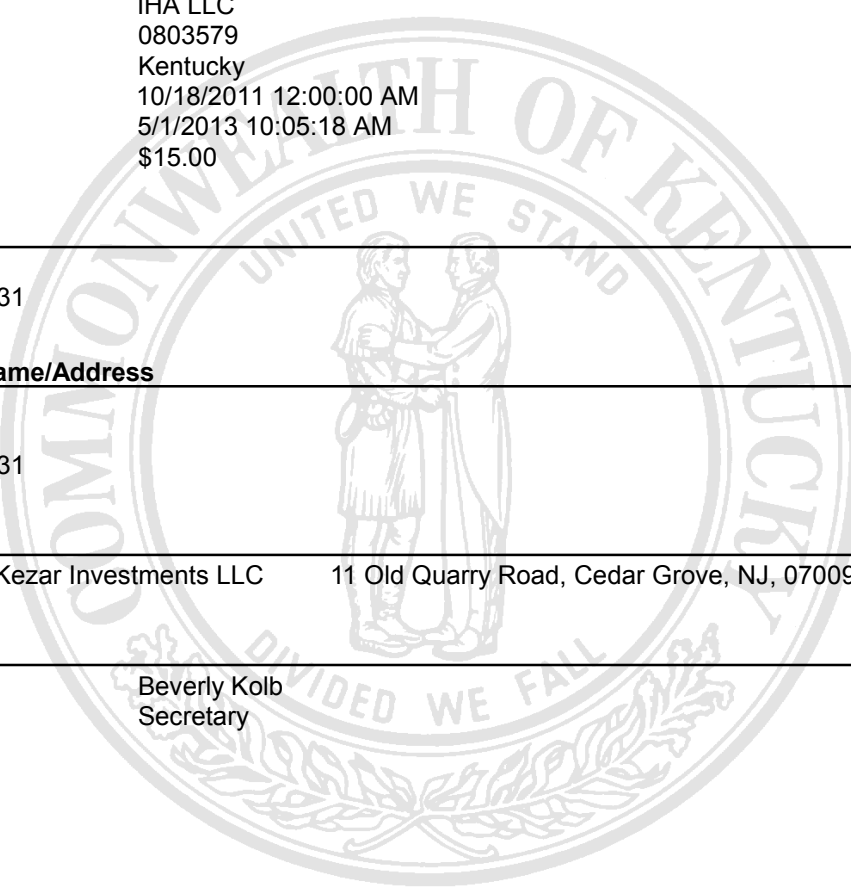 IHA LLC
0803579
Kentucky
10/18/2011 12:00:00 AM
5/1/2013 10:05:18 AM
$15.00
COMMONWEALTH OF KENTUCKY
UNITED WE STAND
31
ame/Address
31
Kezar Investments LLC 11 Old Quarry Road, Cedar Grove, NJ, 07009
DIVIDED WE FALL
Beverly Kolb
Secretary